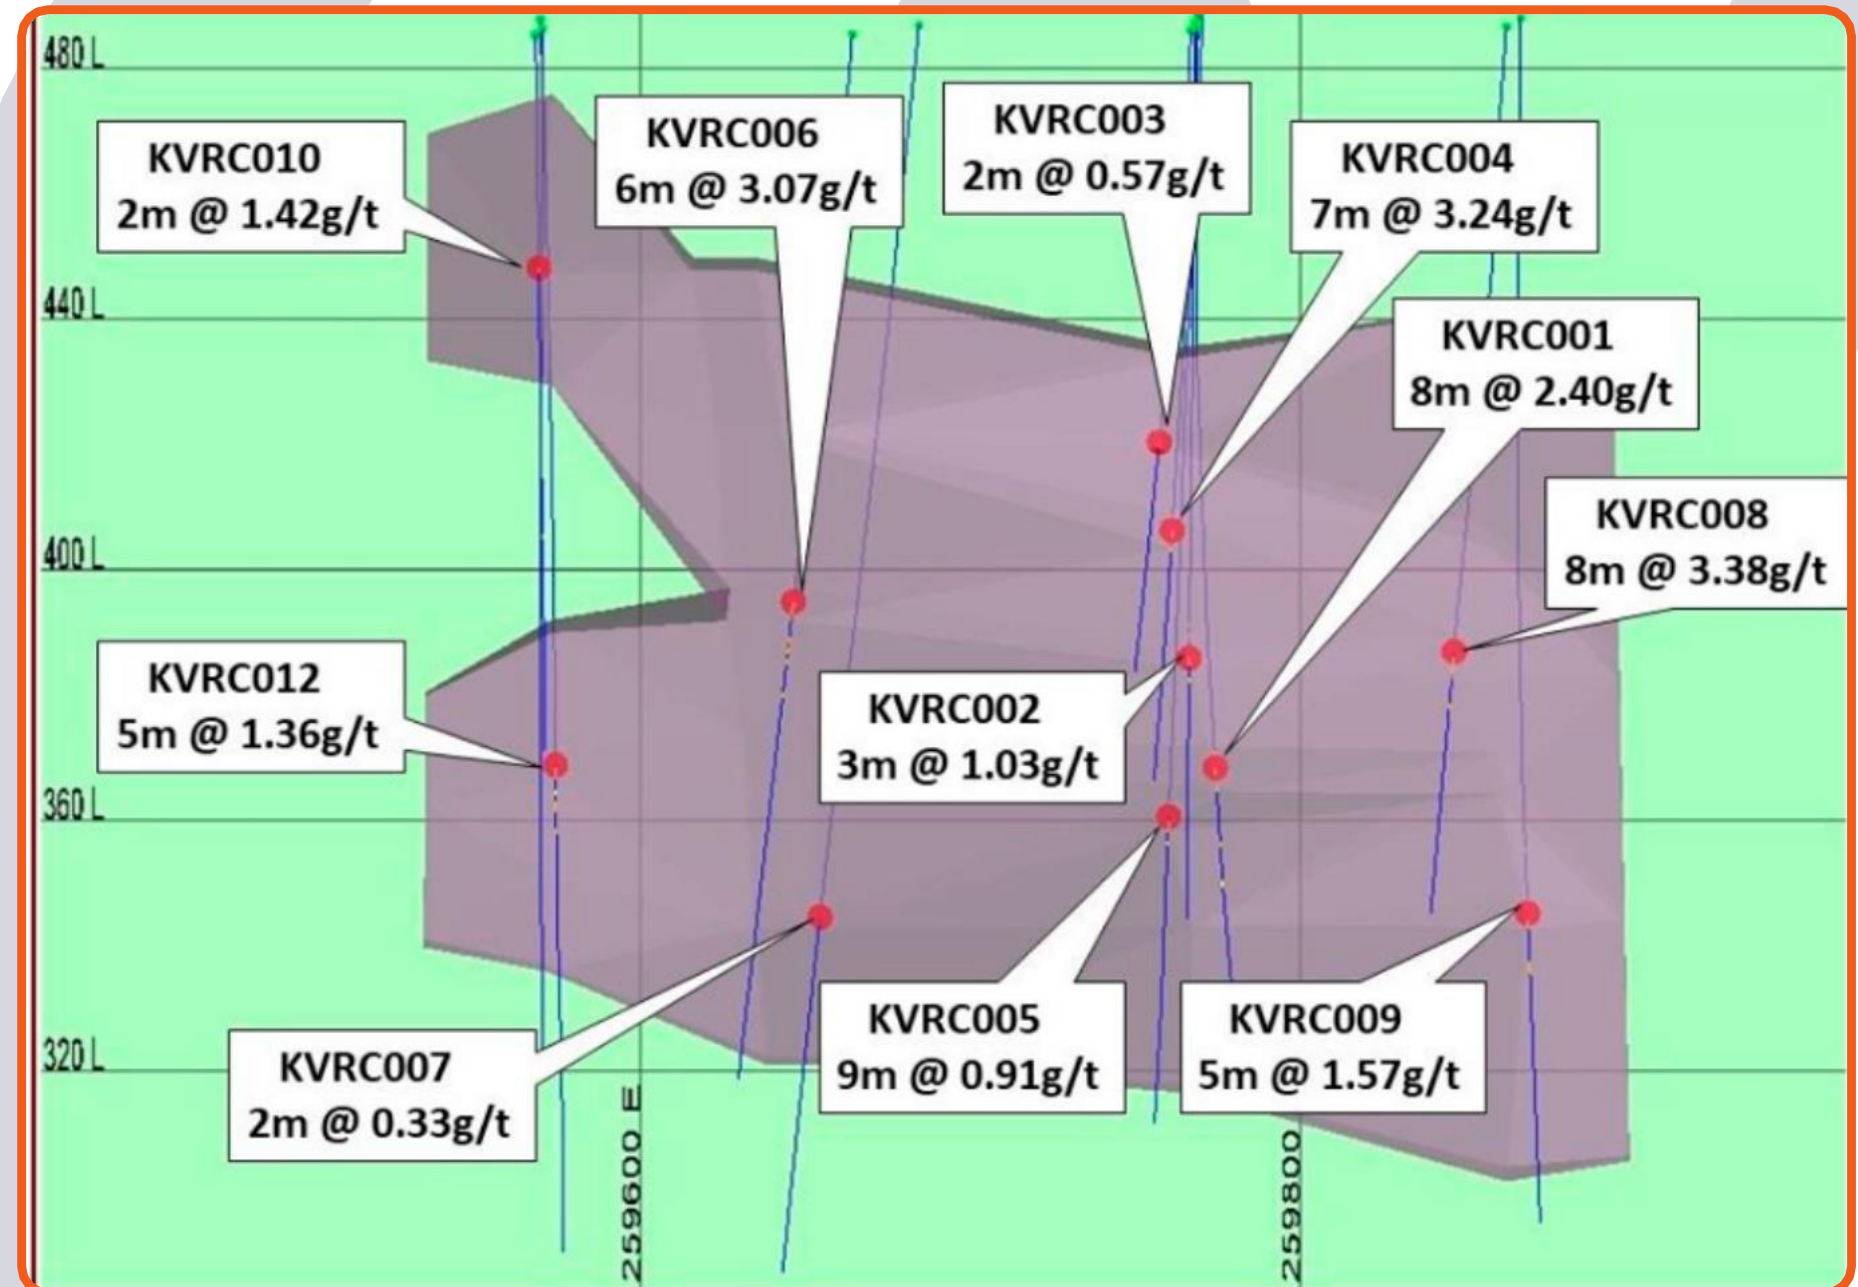 480 L
KVRC010
2m @ 1.42g/t
KVRC006
6m @ 3.07g/t
KVRC003
2m @ 0.57g/t
KVRC004
7m @ 3.24g/t
440 L
KVRC001
8m @ 2.40g/t
400 L
KVRC008
8m @ 3.38g/t
KVRC012
5m @ 1.36g/t
KVRC002
3m @ 1.03g/t
360 L
KVRC007
2m @ 0.33g/t
KVRC005
9m @ 0.91g/t
KVRC009
5m @ 1.57g/t
320 L
259600 E
259800